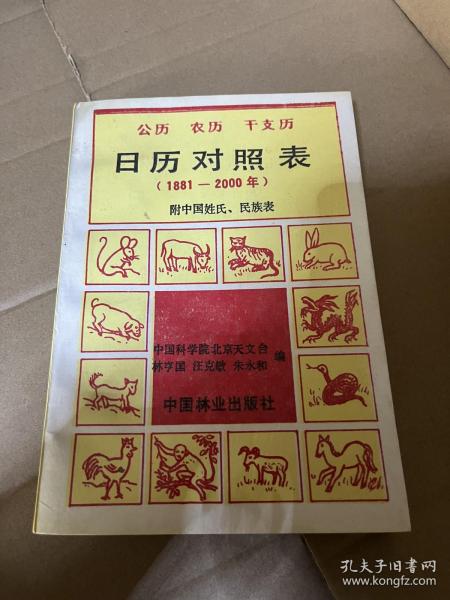 公历 农历 干支历
日历对照表
(1881—2000年)
附中国姓氏、民族表
中国科学院北京天文台
林亨国 汪克敏 朱永和
编
中国林业出版社
孔夫子旧书网
www.kongfz.com